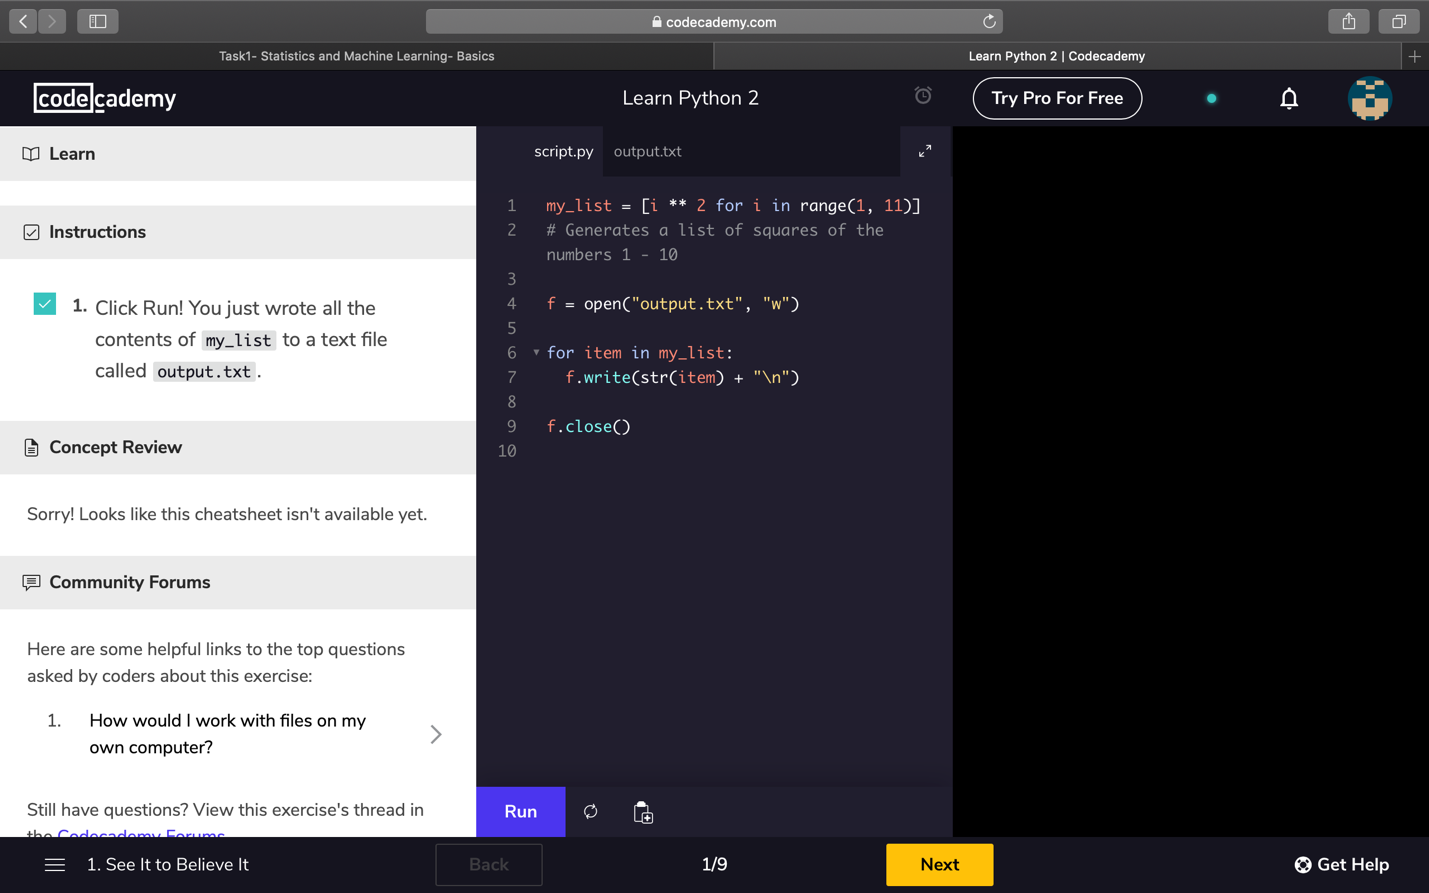 codecademy.com
Task1- Statistics and Machine Learning- Basics
Learn Python 2 | Codecademy
codecademy
Learn Python 2
Try Pro For Free
Learn
Instructions
1. Click Run! You just wrote all the
contents of my_list to a text file
called output.txt.
Concept Review
Sorry! Looks like this cheatsheet isn't available yet.
Community Forums
Here are some helpful links to the top questions
asked by coders about this exercise:
1. How would I work with files on my
own computer?
Still have questions? View this exercise's thread in
the Codecademy Forums
script.py
output.txt
1 my_list = [i ** 2 for i in range(1, 11)]
2 # Generates a list of squares of the
numbers 1 - 10
3
4 f = open("output.txt", "w")
5
6 for item in my_list:
7 f.write(str(item) + "\n")
8
9 f.close()
10
Run
1. See It to Believe It
Back
1/9
Next
Get Help